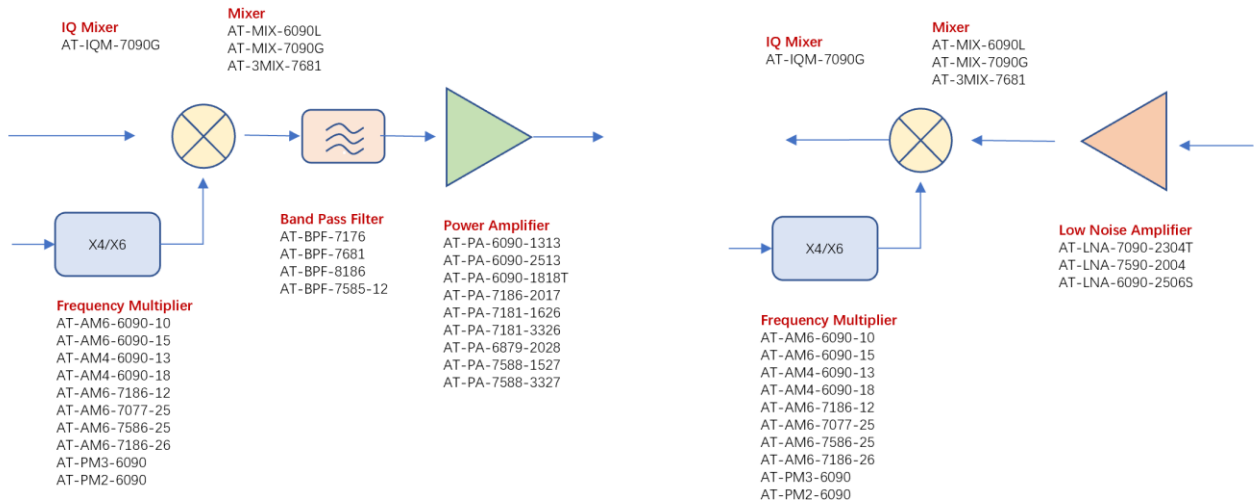 IQ Mixer
AT-IQM-7090G
Mixer
AT-MIX-6090L
AT-MIX-7090G
AT-3MIX-7681
X4/X6
Band Pass Filter
AT-BPF-7176
AT-BPF-7681
AT-BPF-8186
AT-BPF-7585-12
Power Amplifier
AT-PA-6090-1313
AT-PA-6090-2513
AT-PA-6090-1818T
AT-PA-7186-2017
AT-PA-7181-1626
AT-PA-7181-3326
AT-PA-6879-2028
AT-PA-7588-1527
AT-PA-7588-3327
Frequency Multiplier
AT-AM6-6090-10
AT-AM6-6090-15
AT-AM4-6090-13
AT-AM4-6090-18
AT-AM6-7186-12
AT-AM6-7077-25
AT-AM6-7586-25
AT-AM6-7186-26
AT-PM3-6090
AT-PM2-6090
IQ Mixer
AT-IQM-7090G
Mixer
AT-MIX-6090L
AT-MIX-7090G
AT-3MIX-7681
X4/X6
Low Noise Amplifier
AT-LNA-7090-2304T
AT-LNA-7590-2004
AT-LNA-6090-2506S
Frequency Multiplier
AT-AM6-6090-10
AT-AM6-6090-15
AT-AM4-6090-13
AT-AM4-6090-18
AT-AM6-7186-12
AT-AM6-7077-25
AT-AM6-7586-25
AT-AM6-7186-26
AT-PM3-6090
AT-PM2-6090